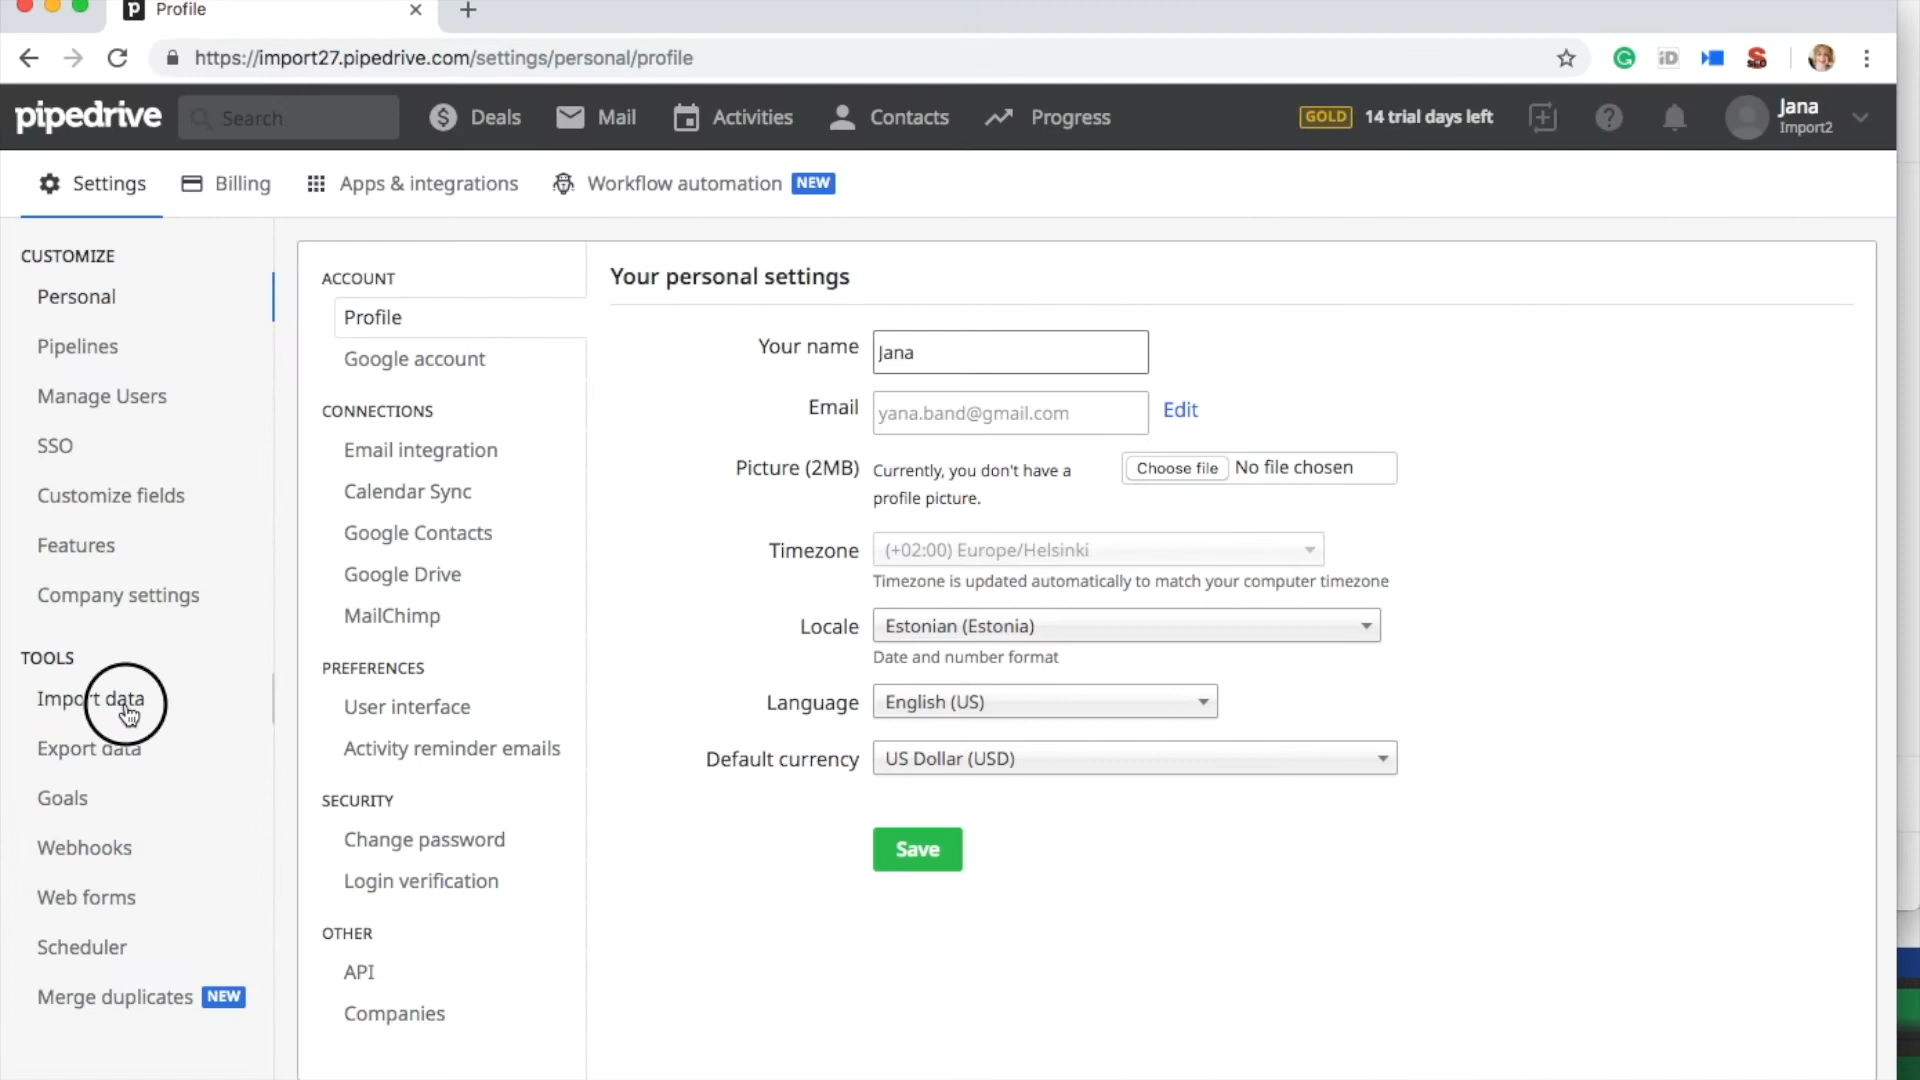 Profile
https://import27.pipedrive.com/settings/personal/profile
pipedrive
Search
Deals
Mail
Activities
Contacts
Progress
GOLD
14 trial days left
Jana
Import2
Settings
Billing
Apps & integrations
Workflow automation NEW
CUSTOMIZE
Personal
Pipelines
Manage Users
SSO
Customize fields
Features
Company settings
TOOLS
Import data
Export data
Goals
Webhooks
Web forms
Scheduler
Merge duplicates NEW
ACCOUNT
Profile
Google account
CONNECTIONS
Email integration
Calendar Sync
Google Contacts
Google Drive
MailChimp
PREFERENCES
User interface
Activity reminder emails
SECURITY
Change password
Login verification
OTHER
API
Companies
Your personal settings
Your name Jana
Email yana.band@gmail.com Edit
Picture (2MB) Currently, you don't have a
profile picture.
Choose file No file chosen
Timezone (+02:00) Europe/Helsinki
Timezone is updated automatically to match your computer timezone
Locale Estonian (Estonia)
Date and number format
Language English (US)
Default currency US Dollar (USD)
Save